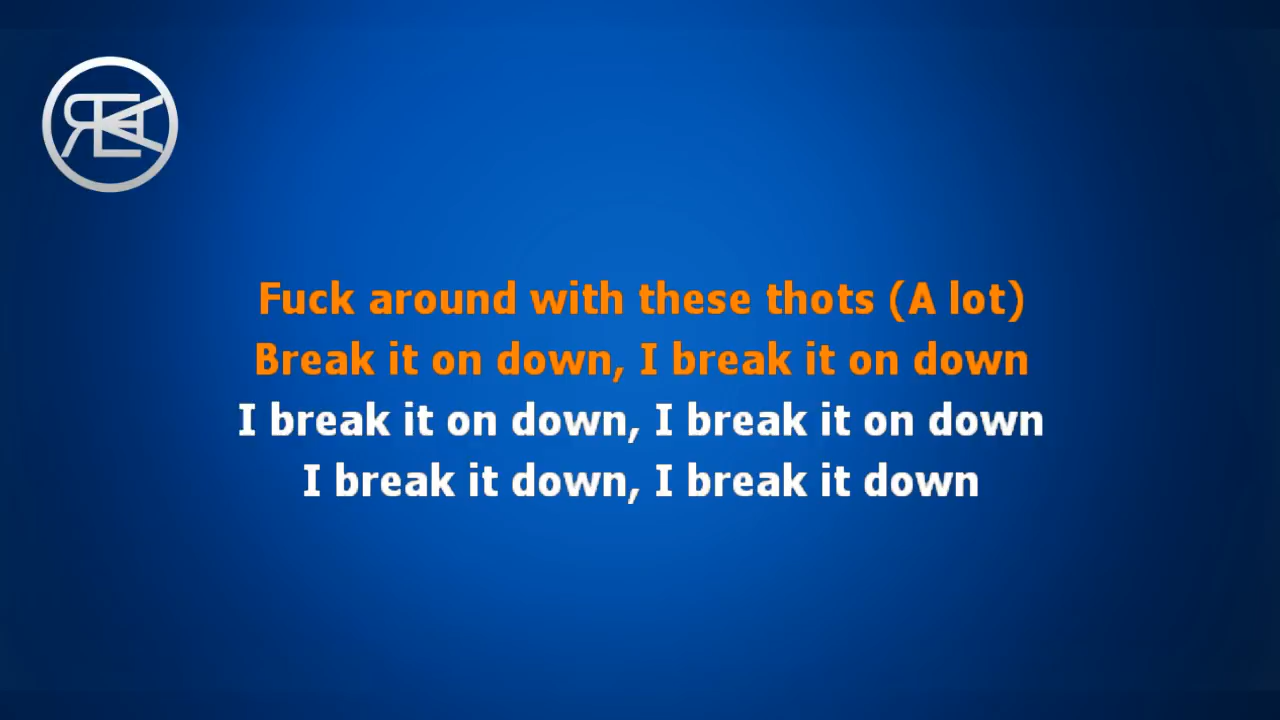 Fuck around with these thots (A lot)
Break it on down, I break it on down
I break it on down, I break it on down
I break it down, I break it down